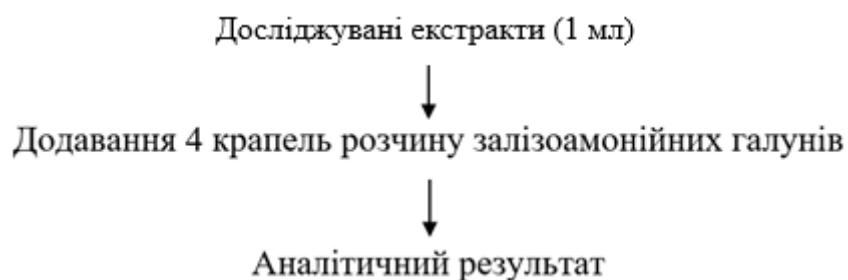 Досліджувані екстракти (1 мл)
Додавання 4 крапель розчину залізоамонійних галунів
Аналітичний результат